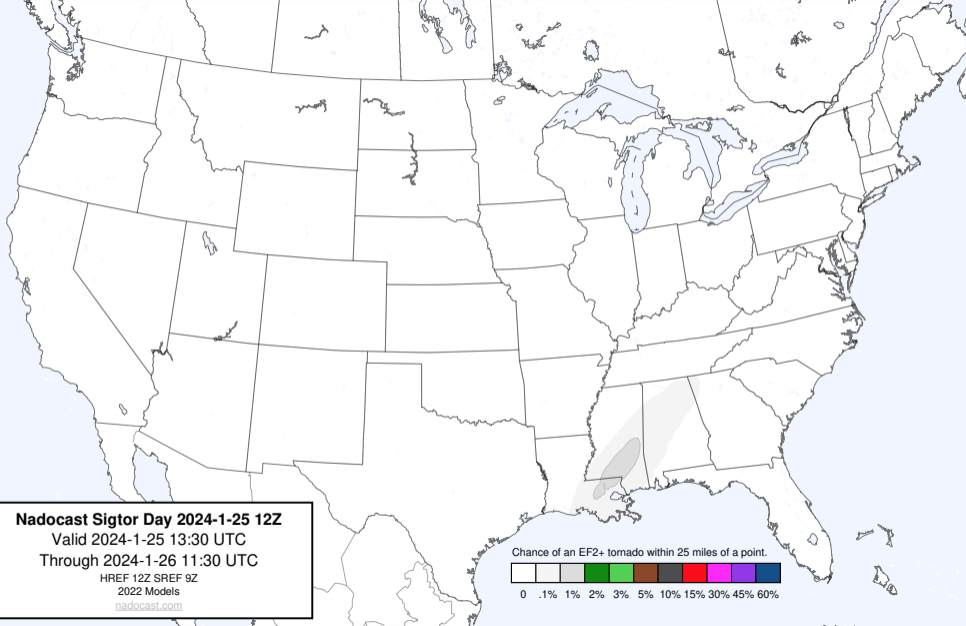 Nadocast Sigtor Day 2024-1-25 12Z
Valid 2024-1-25 13:30 UTC
Through 2024-1-26 11:30 UTC
HREF 12Z SREF 9Z
2022 Models
nadocast.com
Chance of an EF2+ tornado within 25 miles of a point.
0 .1% 1% 2% 3% 5% 10% 15% 30% 45% 60%